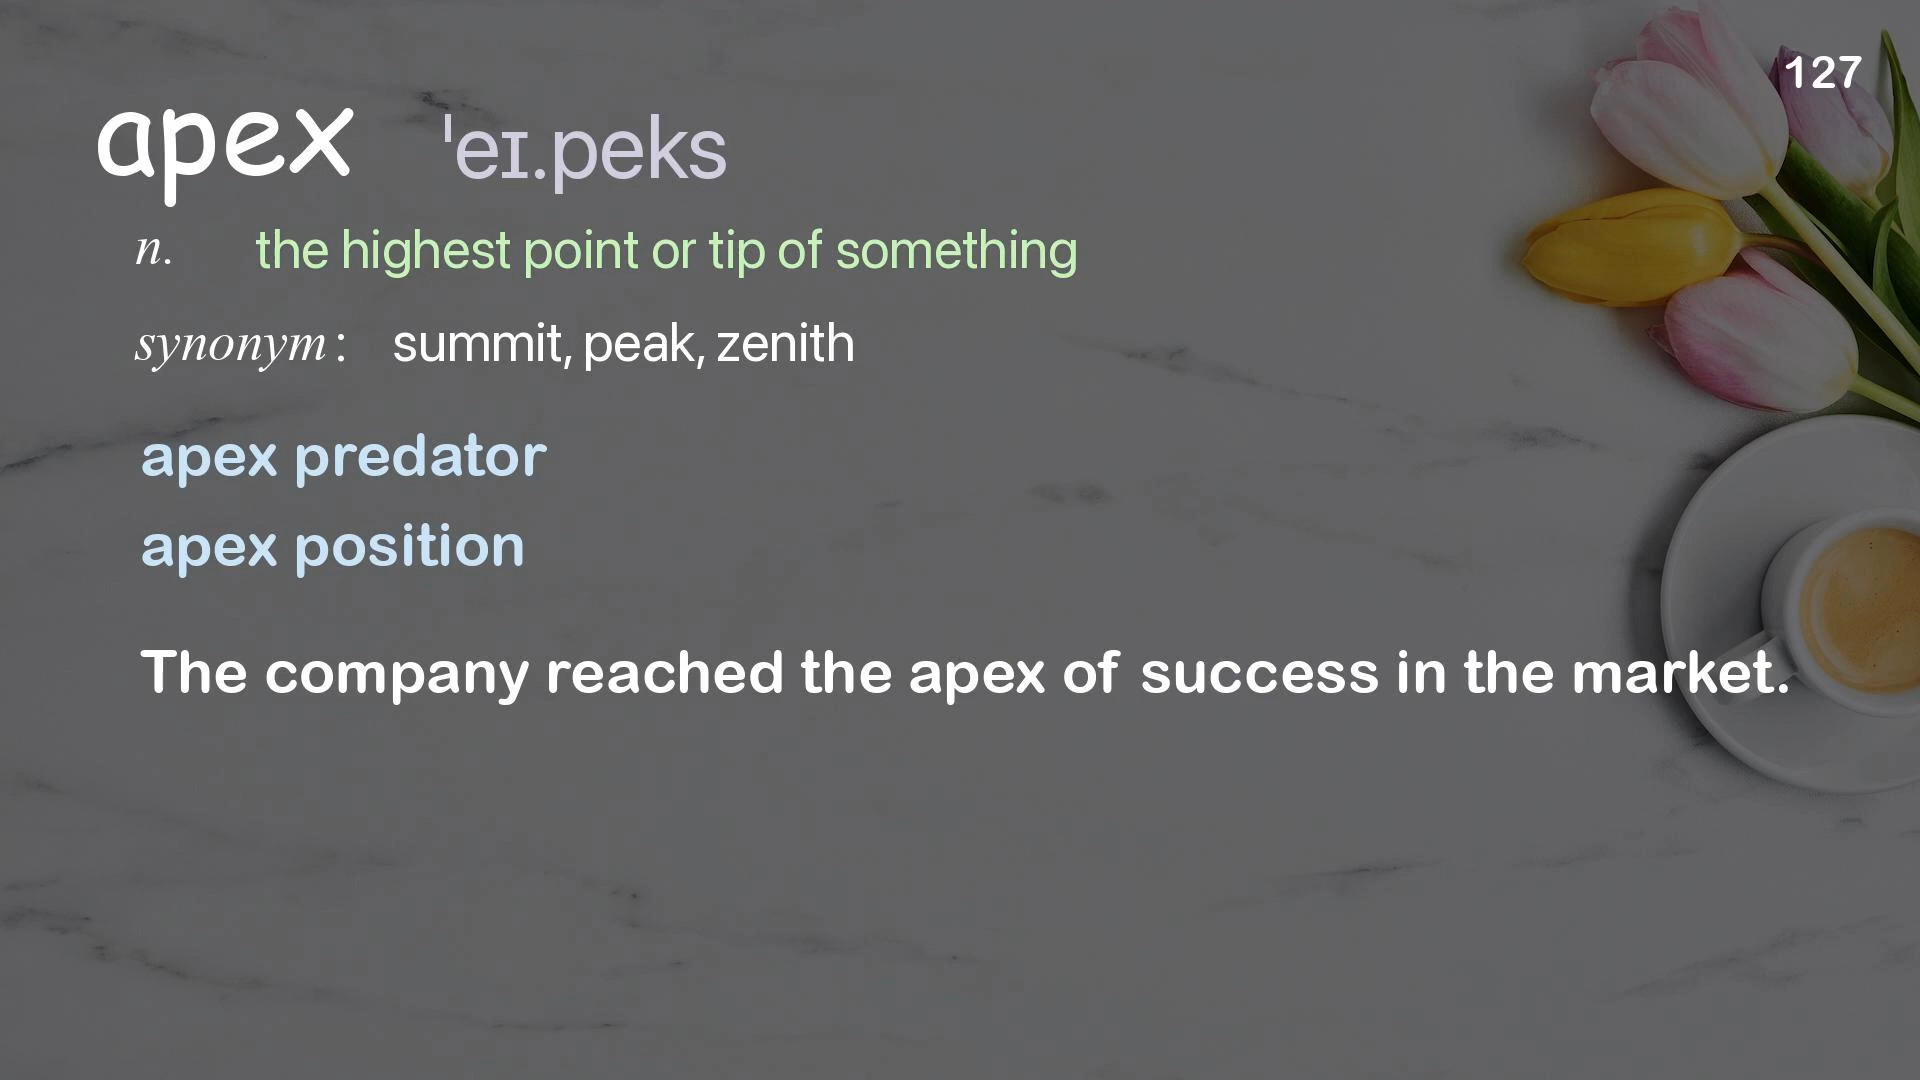 127
apex ˈeɪ.peks
n. the highest point or tip of something
synonym: summit, peak, zenith
apex predator
apex position
The company reached the apex of success in the market.